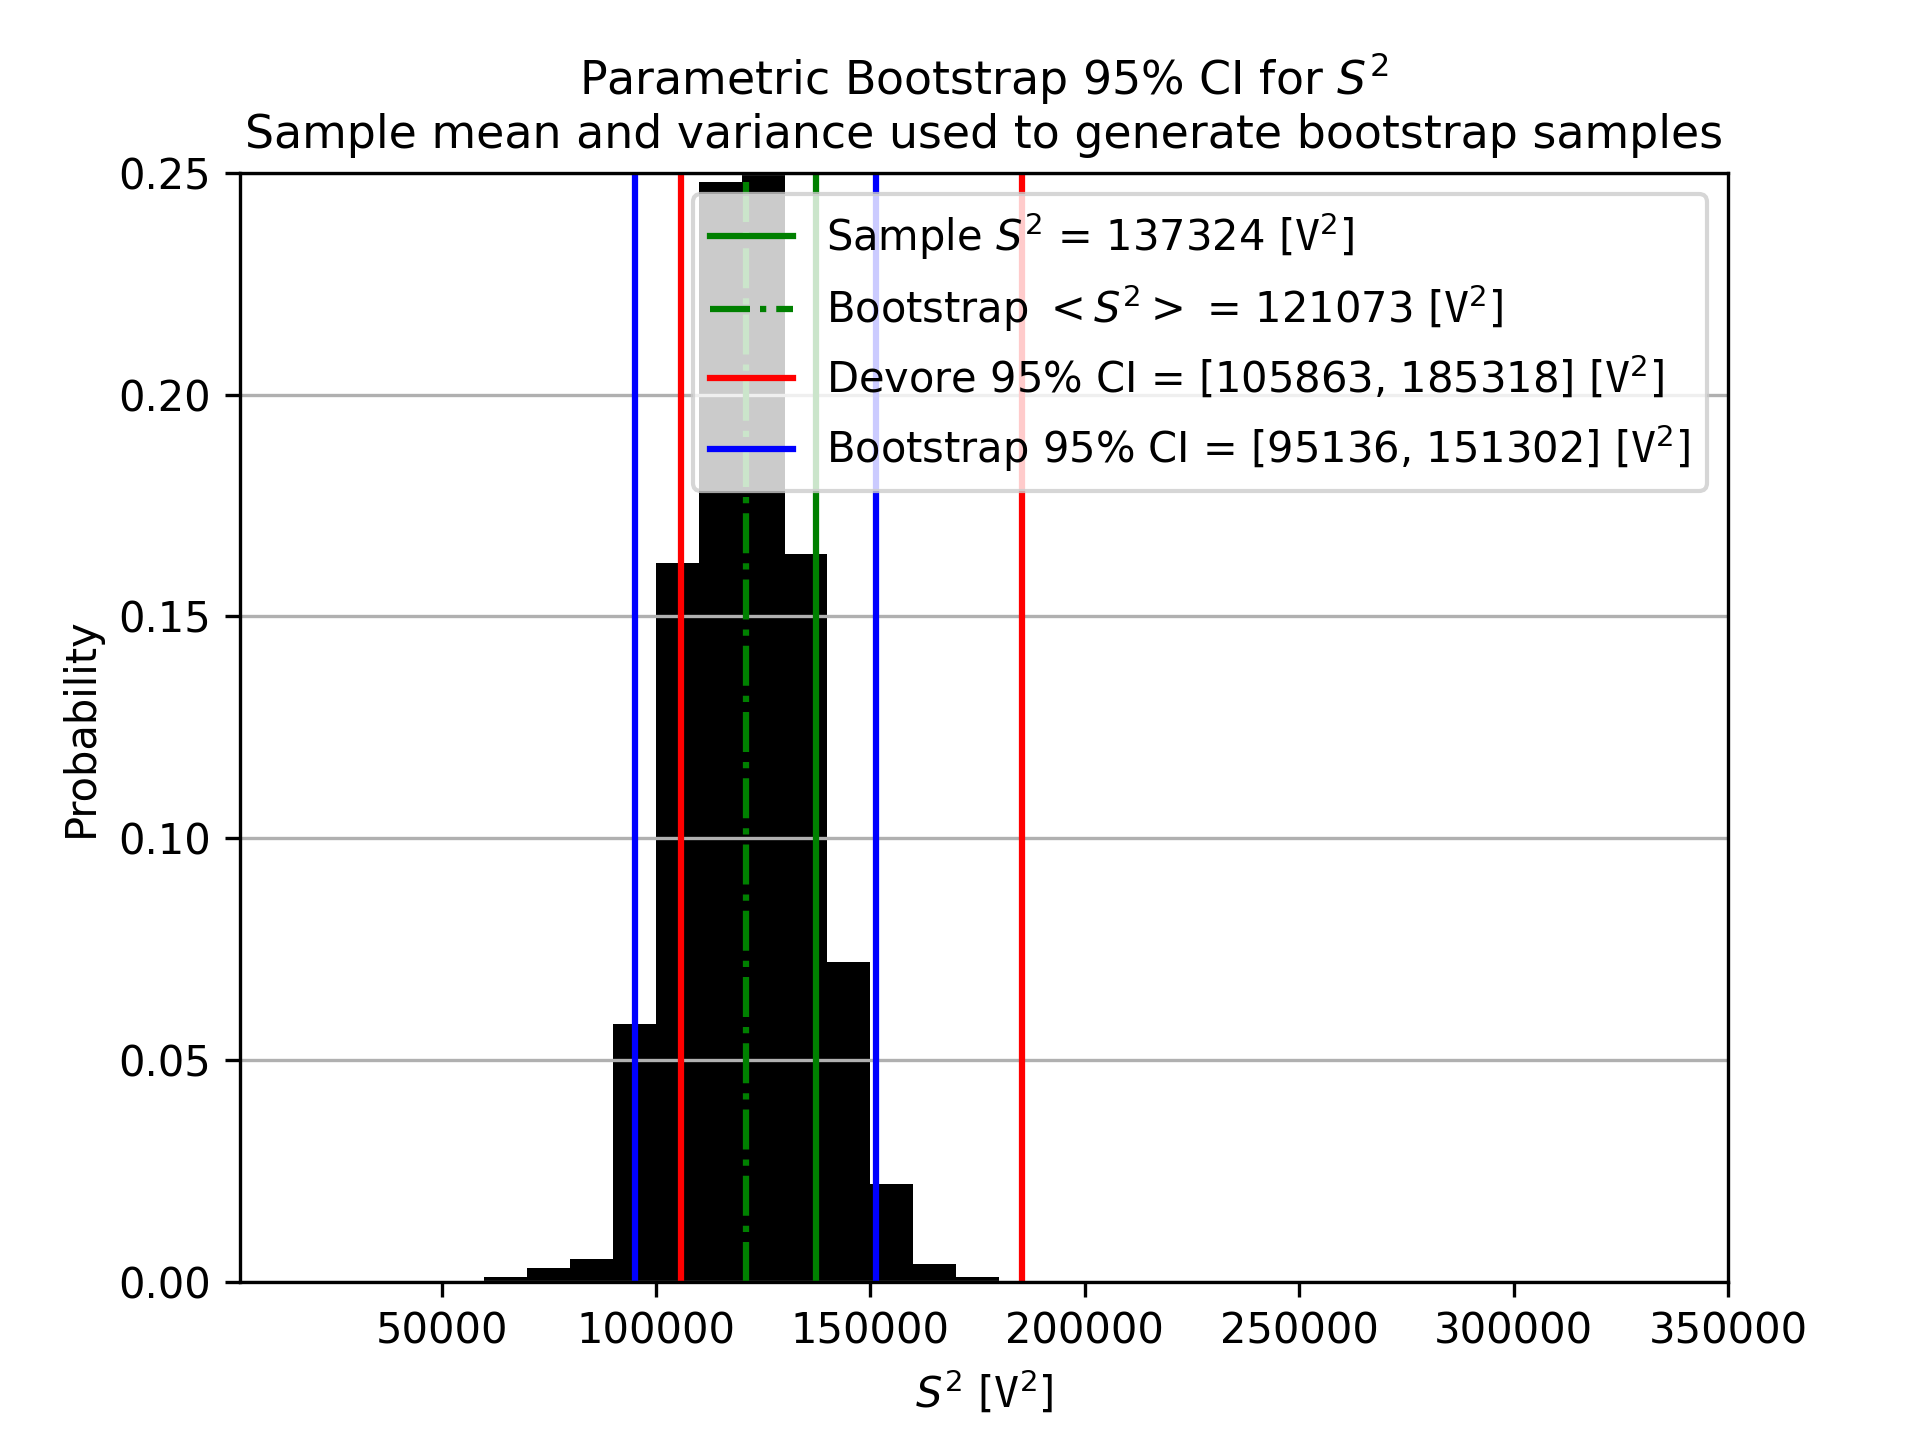 Parametric Bootstrap 95% CI for S²
Sample mean and variance used to generate bootstrap samples
0.25
0.20
0.15
0.10
0.05
0.00
Probability
Sample S² = 137324 [V²]
Bootstrap < S² > = 121073 [V²]
Devore 95% CI = [105863, 185318] [V²]
Bootstrap 95% CI = [95136, 151302] [V²]
50000 100000 150000 200000 250000 300000 350000
S² [V²]